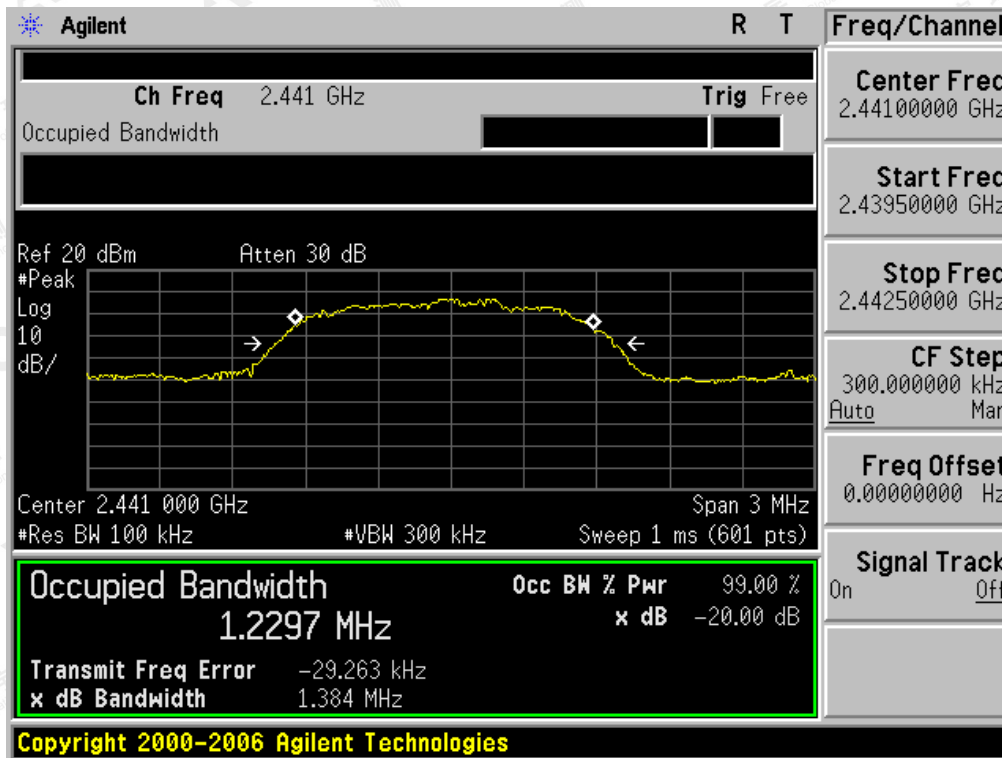 Agilent R T Freq/Channel
Ch Freq 2.441 GHz Trig Free
Occupied Bandwidth
Center Freq
2.44100000 GHz
Start Freq
2.43950000 GHz
Stop Freq
2.44250000 GHz
CF Step
300.000000 kHz
Auto Man
Freq Offset
0.00000000 Hz
Signal Track
On Off
Ref 20 dBm Atten 30 dB
#Peak
Log
10
dB/
Center 2.441 000 GHz Span 3 MHz
#Res BW 100 kHz #VBW 300 kHz Sweep 1 ms (601 pts)
Occupied Bandwidth Occ BW % Pwr 99.00 %
1.2297 MHz x dB -20.00 dB
Transmit Freq Error -29.263 kHz
x dB Bandwidth 1.384 MHz
Copyright 2000-2006 Agilent Technologies